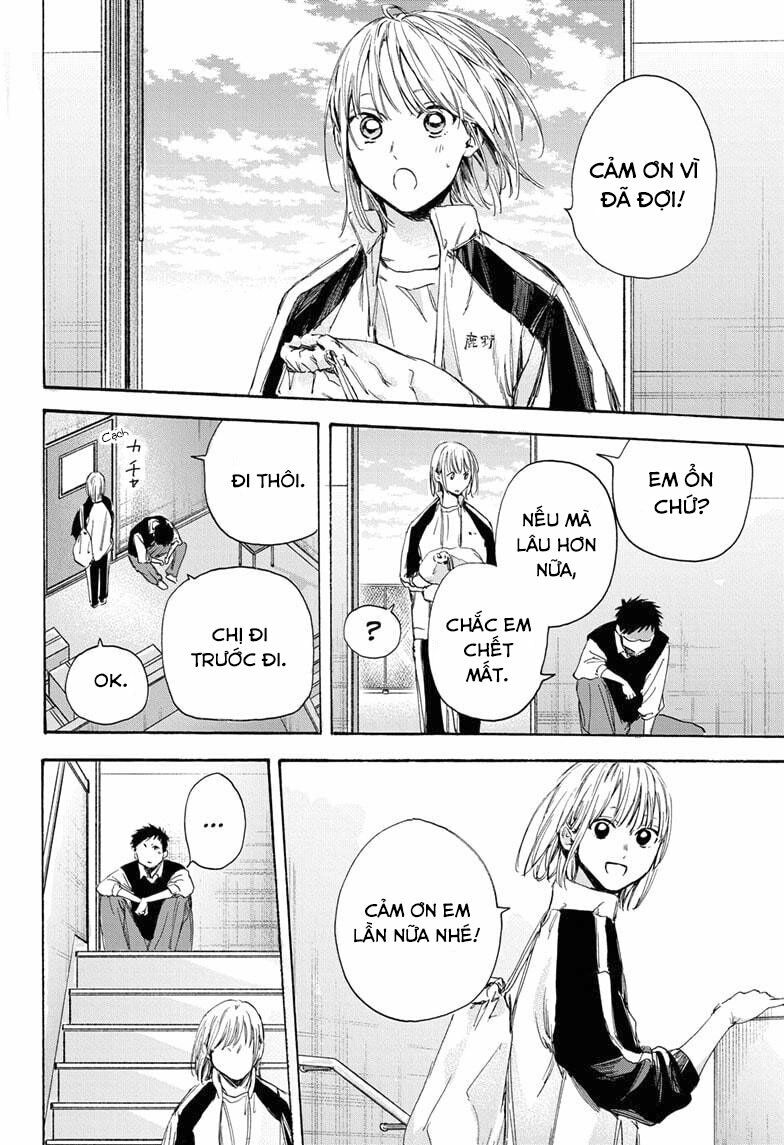 CẢM ƠN VÌ
ĐÃ ĐỢI!
鹿野
EM ỔN
CHỨ?
NẾU MÀ
LÂU HƠN
NỮA,
CHẮC EM
CHẾT
MẤT.
?
ĐI THÔI.
Cạch
カチャ
CHỊ ĐI
TRƯỚC ĐI.
OK.
...
CẢM ƠN EM
LẦN NỮA NHÉ!